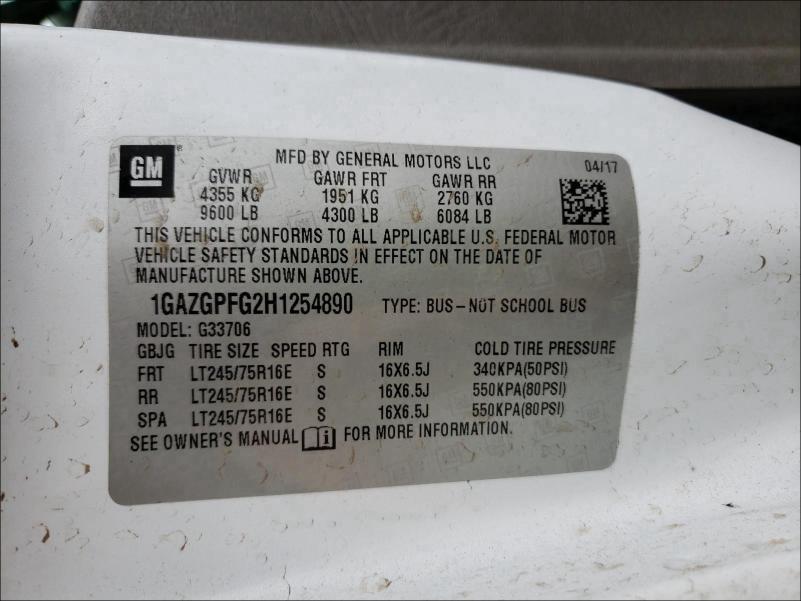 GM
MFD BY GENERAL MOTORS LLC 04/17
GVWR GAWR FRT GAWR RR
4355 KG 1951 KG 2760 KG
9600 LB 4300 LB 6084 LB
THIS VEHICLE CONFORMS TO ALL APPLICABLE U.S. FEDERAL MOTOR
VEHICLE SAFETY STANDARDS IN EFFECT ON THE DATE OF
MANUFACTURE SHOWN ABOVE.
1GAZGPFG2H1254890 TYPE: BUS-NOT SCHOOL BUS
MODEL: G33706
GBJG TIRE SIZE SPEED RTG RIM COLD TIRE PRESSURE
FRT LT245/75R16E S 16X6.5J 340KPA(50PSI)
RR LT245/75R16E S 16X6.5J 550KPA(80PSI)
SPA LT245/75R16E S 16X6.5J 550KPA(80PSI)
SEE OWNER'S MANUAL FOR MORE INFORMATION.